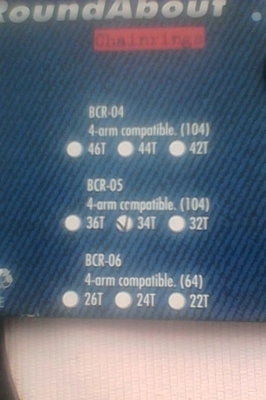 RoundAbout
Chainrings
BCR-04
4-arm compatible. (104)
46T 44T 42T
BCR-05
4-arm compatible. (104)
36T 34T 32T
BCR-06
4-arm compatible. (64)
26T 24T 22T